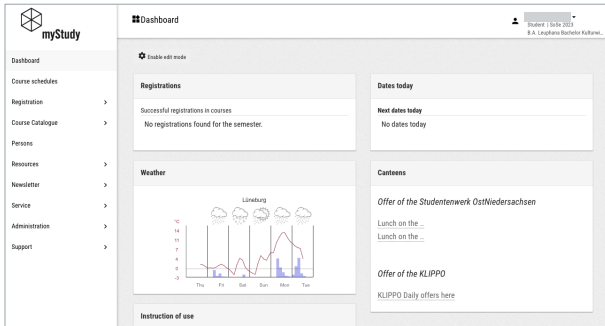 myStudy
Dashboard
Student | SoSe 2023
B.A. Leuphana Bachelor Kulturwi...
Dashboard
Course schedules
Registration
Course Catalogue
Persons
Resources
Newsletter
Service
Administration
Support
Enable edit mode
Registrations
Successful registrations in courses
No registrations found for the semester.
Dates today
Next dates today
No dates today
Weather
Lüneburg
°C
14
11
7
4
0
-3
Thu Fri Sat Sun Mon Tue
Canteens
Offer of the Studentenwerk OstNiedersachsen
Lunch on the ..
Lunch on the ..
Offer of the KLIPPO
KLIPPO Daily offers here
Instruction of use